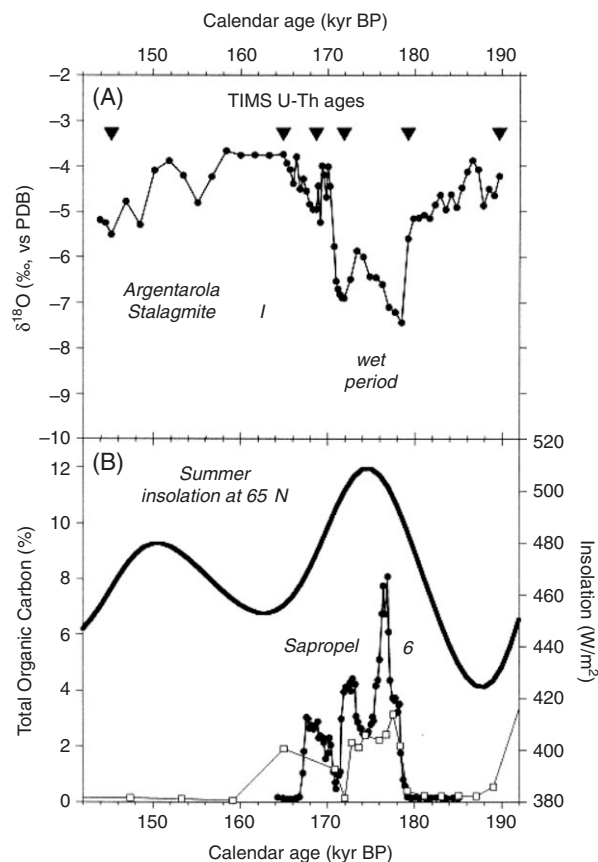 Calendar age (kyr BP)
150 160 170 180 190
(A)
TIMS U-Th ages
–2
–3
–4
–5
–6
–7
–8
–9
–10
δ¹⁸O (‰, vs PDB)
Argentarola
Stalagmite I
wet
period
(B)
Summer
insolation at 65 N
Sapropel 6
12
10
8
6
4
2
0
Total Organic Carbon (%)
520
500
480
460
440
420
400
380
Insolation (W/m²)
150 160 170 180 190
Calendar age (kyr BP)